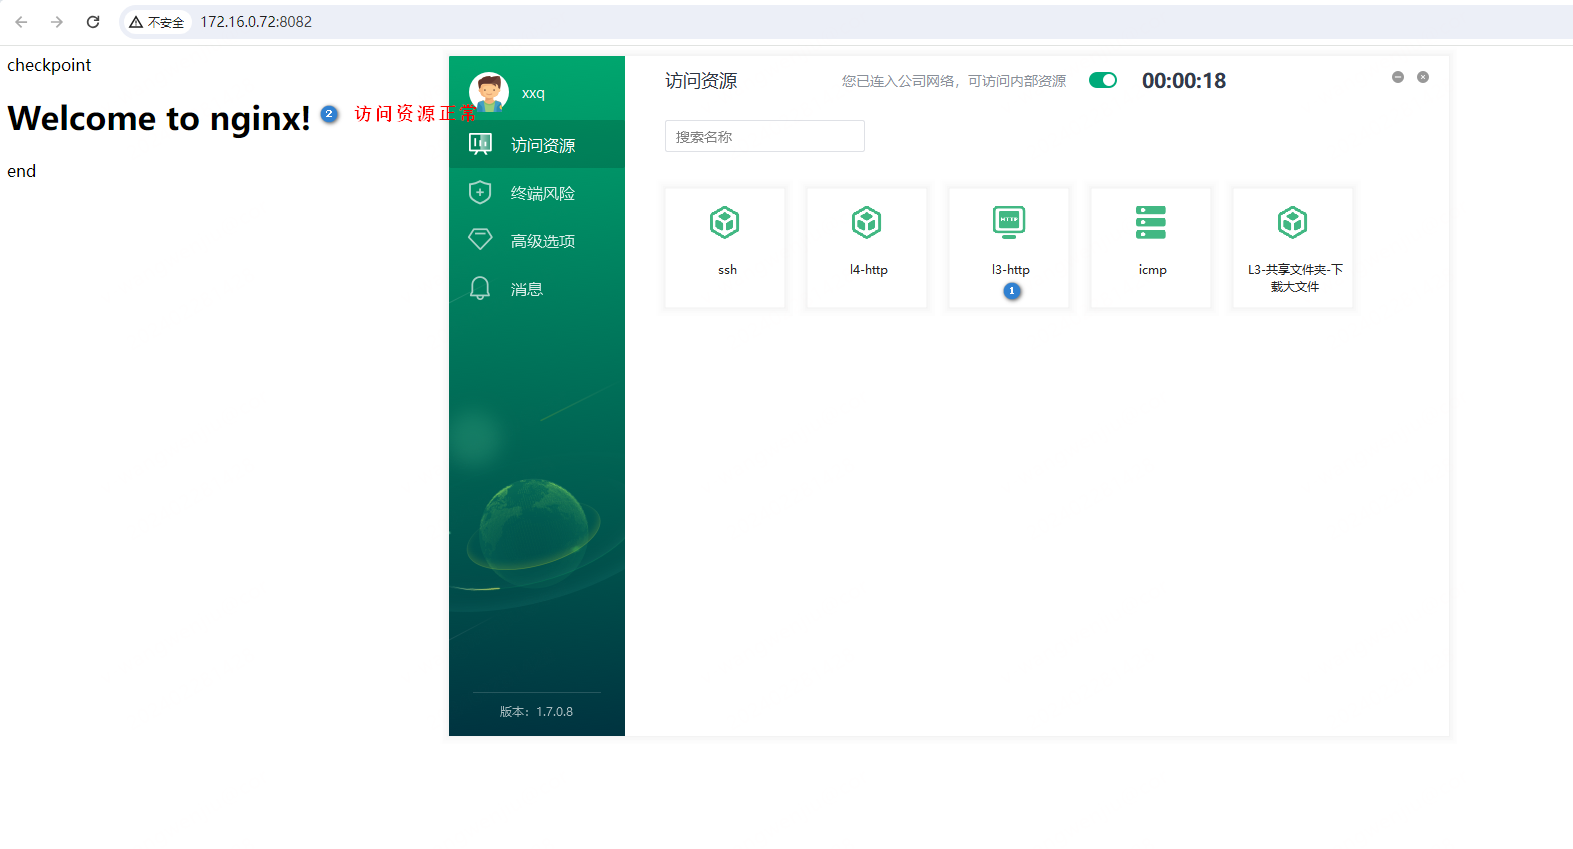 不安全 172.16.0.72:8082
checkpoint
Welcome to nginx! 2 访问资源正常
end
xxq
访问资源
终端风险
高级选项
消息
版本：1.7.0.8
访问资源 您已连入公司网络，可访问内部资源 00:00:18
搜索名称
ssh
l4-http
HTTP
l3-http
1
icmp
L3-共享文件夹-下
载大文件